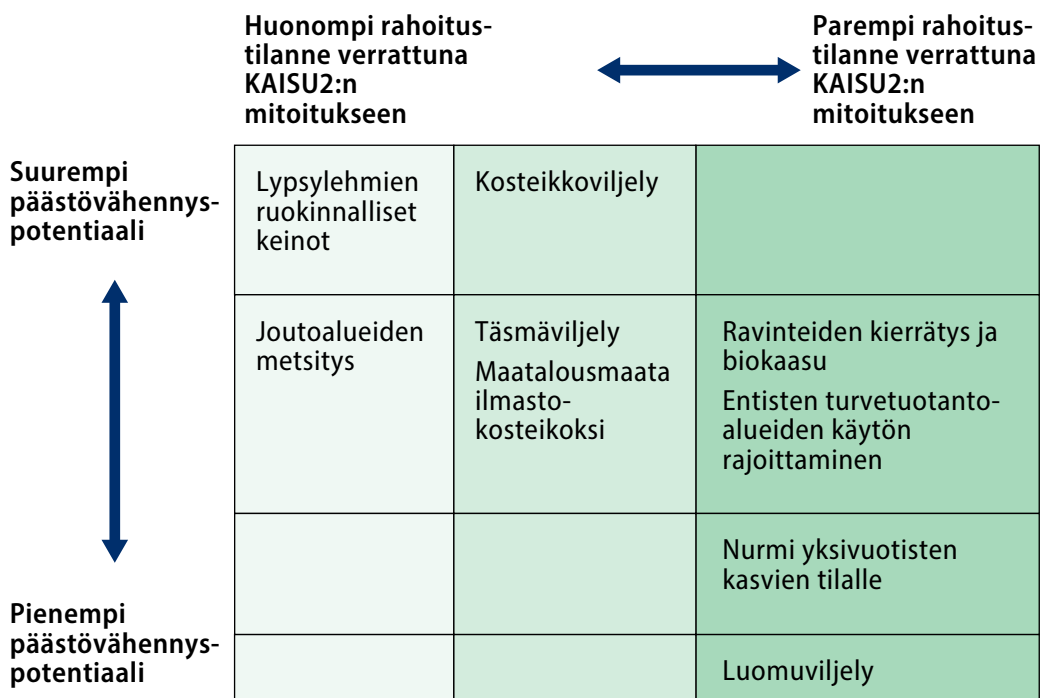 Huonompi rahoitus-
tilanne verrattuna
KAISU2:n
mitoitukseen
Parempi rahoitus-
tilanne verrattuna
KAISU2:n
mitoitukseen
Suurempi
päästövähennys-
potentiaali
Lypsylehmien
ruokinnalliset
keinot
Kosteikkoviljely
Joutoalueiden
metsitys
Täsmäviljely
Maatalousmaata
ilmasto-
kosteikoksi
Ravinteiden kierrätys ja
biokaasu
Entisten turvetuotanto-
alueiden käytön
rajoittaminen
Nurmi yksivuotisten
kasvien tilalle
Pienempi
päästövähennys-
potentiaali
Luomuviljely